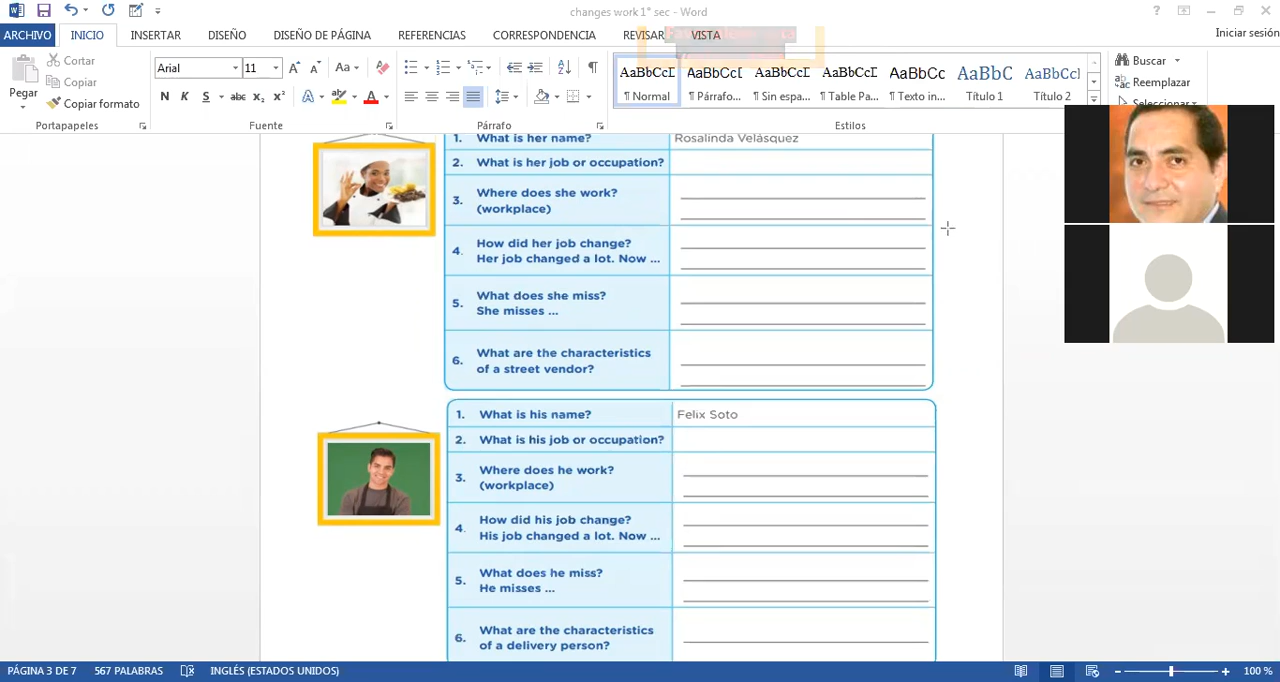 changes work 1° sec - Word
ARCHIVO INICIO INSERTAR DISEÑO DISEÑO DE PÁGINA REFERENCIAS CORRESPONDENCIA REVISAR VISTA Iniciar sesión
Pegar
Cortar
Copiar
Copiar formato
Portapapeles
Arial 11
Fuente
Párrafo
AaBbCcI AaBbCcD AaBbCcI AaBbCcI AaBbCc AaBbC AaBbCcl
¶ Normal ¶ Párrafo... ¶ Sin espa... ¶ Table Pa... ¶ Texto in... Título 1 Título 2
Estilos
Buscar
Reemplazar
Seleccionar
1. What is her name? Rosalinda Velásquez
2. What is her job or occupation?
3. Where does she work?
(workplace)
4. How did her job change?
Her job changed a lot. Now ...
5. What does she miss?
She misses ...
6. What are the characteristics
of a street vendor?
1. What is his name? Felix Soto
2. What is his job or occupation?
3. Where does he work?
(workplace)
4. How did his job change?
His job changed a lot. Now ...
5. What does he miss?
He misses ...
6. What are the characteristics
of a delivery person?
PÁGINA 3 DE 7 567 PALABRAS INGLÉS (ESTADOS UNIDOS) 100 %